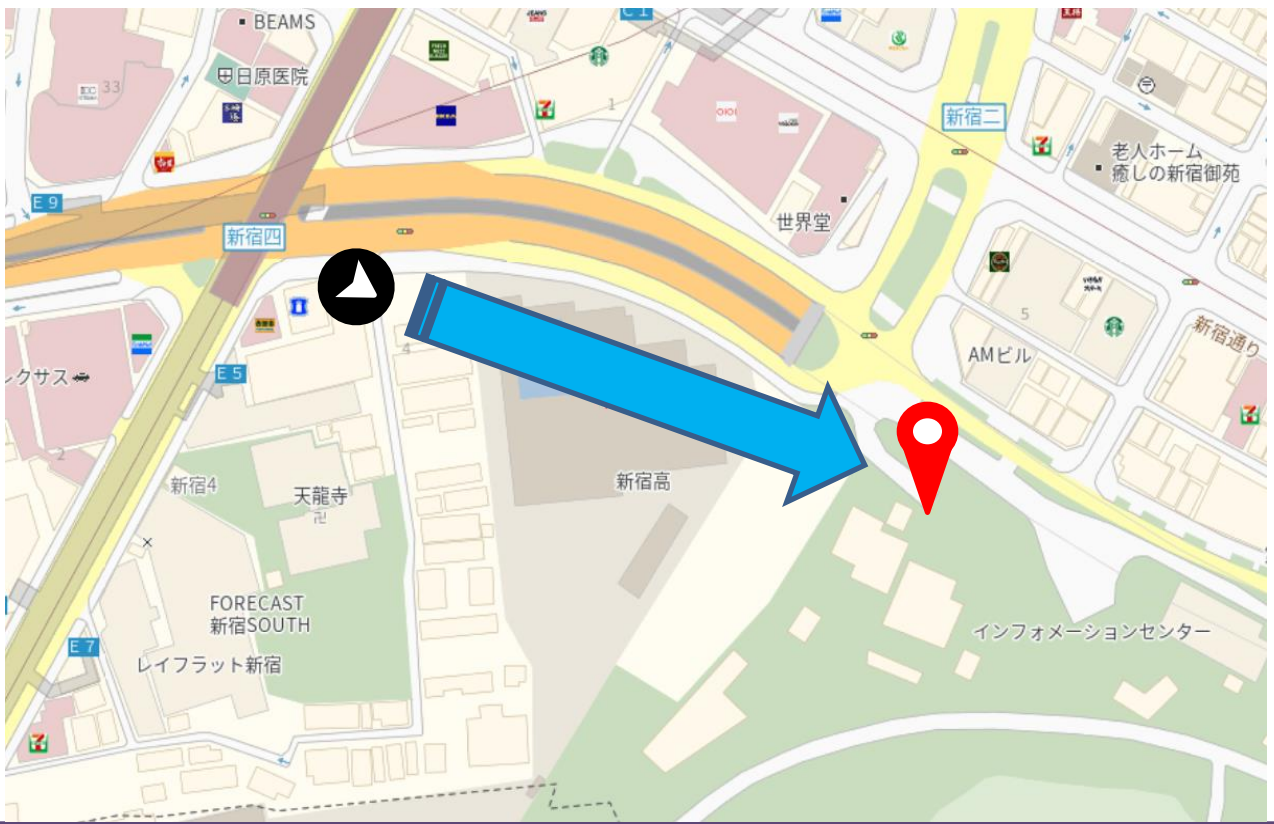 C 1
BEAMS
日原医院
33
IKEA
1
OIOI
新宿二
老人ホーム
癒しの新宿御苑
E 9
新宿四
世界堂
5
新宿通り
AMビル
クサス
E 5
4
2
新宿4
天龍寺
新宿高
FORECAST
新宿SOUTH
E 7
レイフラット新宿
インフォメーションセンター